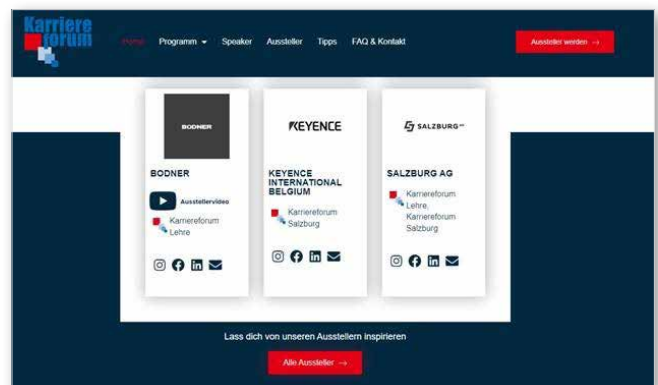 Karriere
forum
Home Programm Speaker Aussteller Tipps FAQ & Kontakt
Aussteller werden →
BODNER
KEYENCE
SALZBURG AG
BODNER
Ausstellervideo
Karriereforum
Lehre
KEYENCE
INTERNATIONAL
BELGIUM
Karriereforum
Salzburg
SALZBURG AG
Karriereforum
Lehre,
Karriereforum
Salzburg
Lass dich von unseren Ausstellern inspirieren
Alle Aussteller →